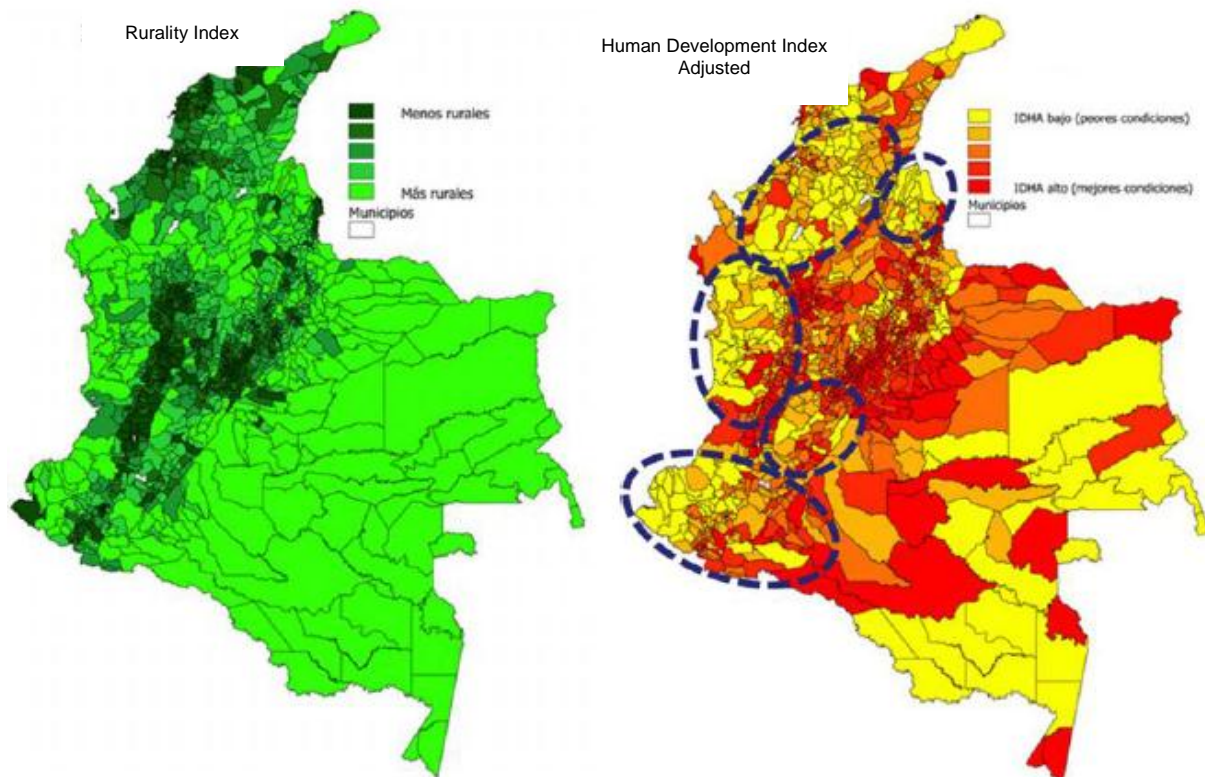 Rurality Index
Menos rurales
Más rurales
Municipios
Human Development Index
Adjusted
IDHA bajo (peores condiciones)
IDHA alto (mejores condiciones)
Municipios